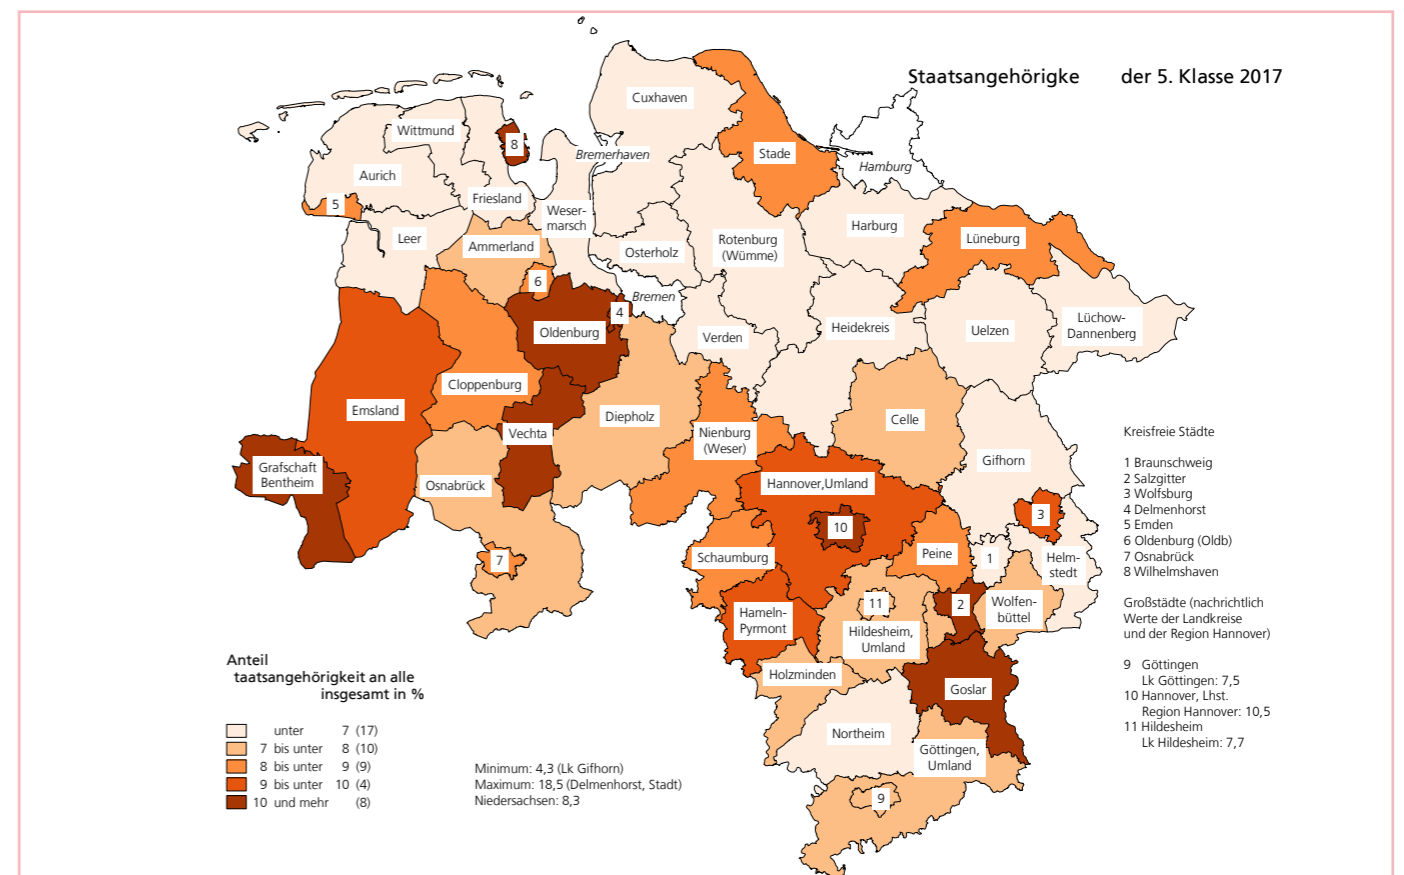 Staatsangehörigke der 5. Klasse 2017
Cuxhaven
Wittmund
8
Bremerhaven
Stade
Hamburg
Aurich
Friesland
5
Weser-
marsch
Harburg
Leer
Ammerland
Osterholz
Rotenburg
(Wümme)
Lüneburg
6
Bremen
4
Oldenburg
Verden
Heidekreis
Uelzen
Lüchow-
Dannenberg
Cloppenburg
Emsland
Diepholz
Celle
Vechta
Nienburg
(Weser)
Gifhorn
Grafschaft
Bentheim
Osnabrück
Hannover,Umland
3
10
7
Schaumburg
Peine
1
Helm-
stedt
11
2
Wolfen-
büttel
Hameln-
Pyrmont
Hildesheim,
Umland
Holzminden
Goslar
Northeim
Göttingen,
Umland
9
Kreisfreie Städte
1 Braunschweig
2 Salzgitter
3 Wolfsburg
4 Delmenhorst
5 Emden
6 Oldenburg (Oldb)
7 Osnabrück
8 Wilhelmshaven
Großstädte (nachrichtlich
Werte der Landkreise
und der Region Hannover)
9 Göttingen
Lk Göttingen: 7,5
10 Hannover, Lhst.
Region Hannover: 10,5
11 Hildesheim
Lk Hildesheim: 7,7
Anteil
taatsangehörigkeit an alle
insgesamt in %
unter 7 (17)
7 bis unter 8 (10)
8 bis unter 9 (9)
9 bis unter 10 (4)
10 und mehr (8)
Minimum: 4,3 (Lk Gifhorn)
Maximum: 18,5 (Delmenhorst, Stadt)
Niedersachsen: 8,3